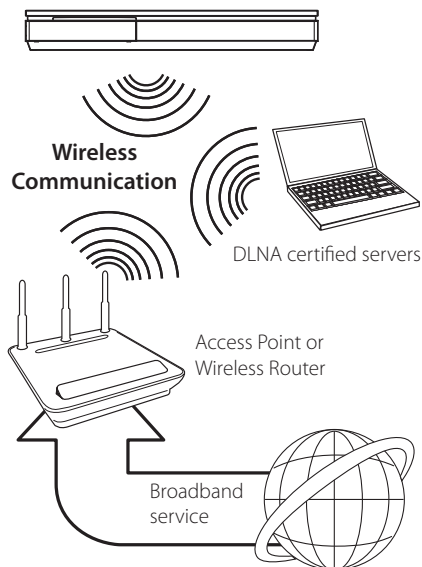 Wireless
Communication
DLNA certified servers
Access Point or
Wireless Router
Broadband
service